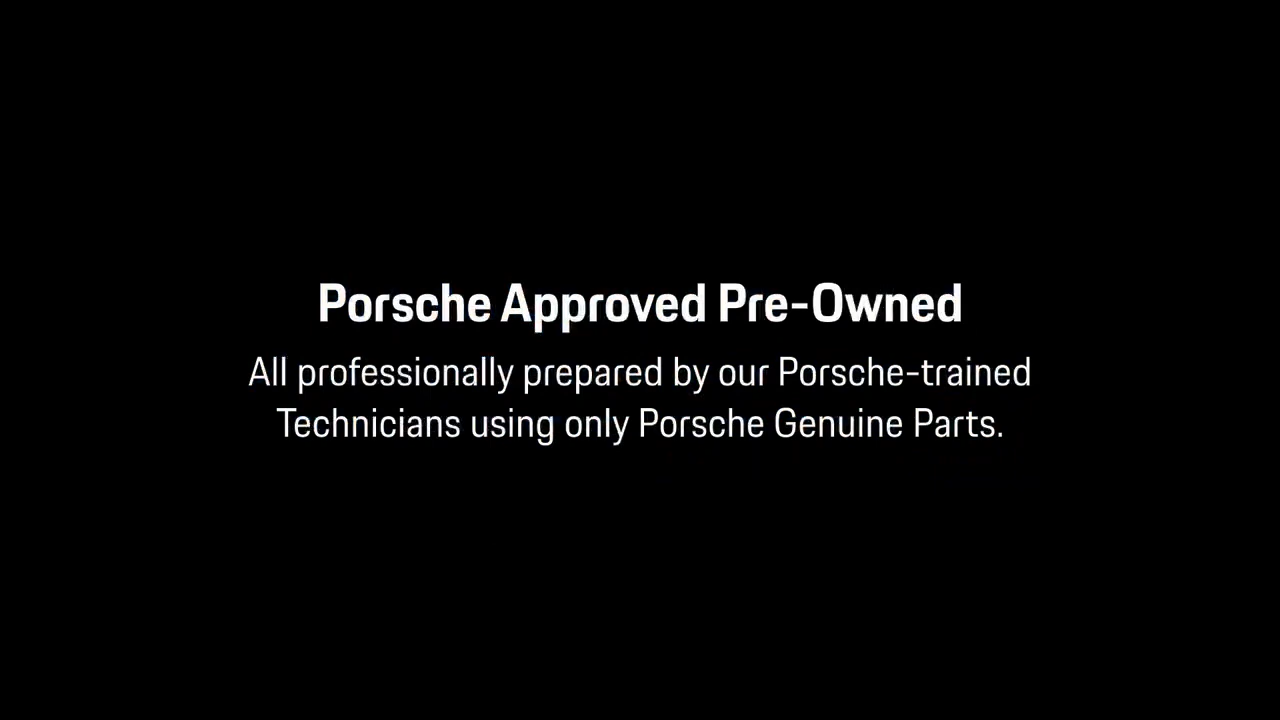 Porsche Approved Pre-Owned
All professionally prepared by our Porsche-trained
Technicians using only Porsche Genuine Parts.